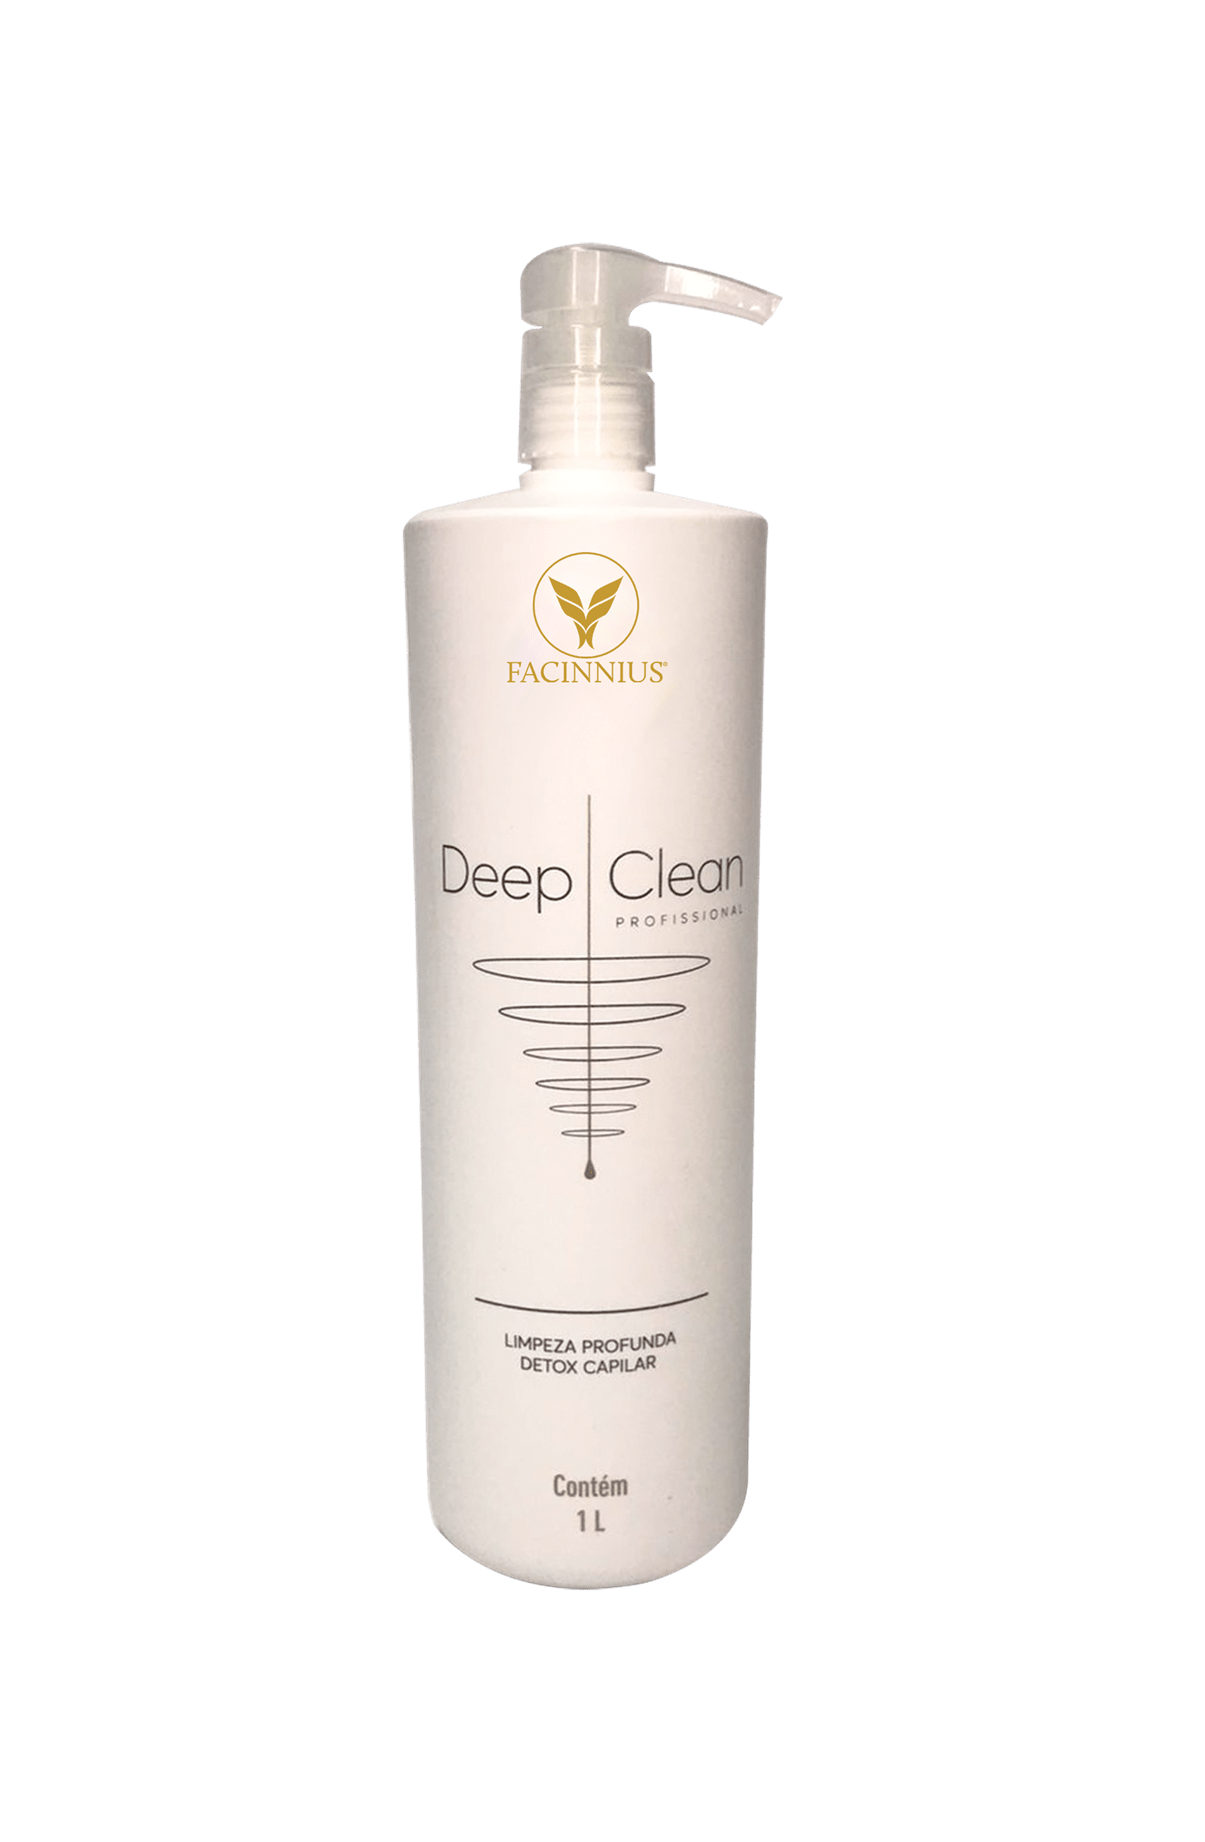 FACINNIUS®
Deep Clean
PROFISSIONAL
LIMPEZA PROFUNDA
DETOX CAPILAR
Contém
1 L